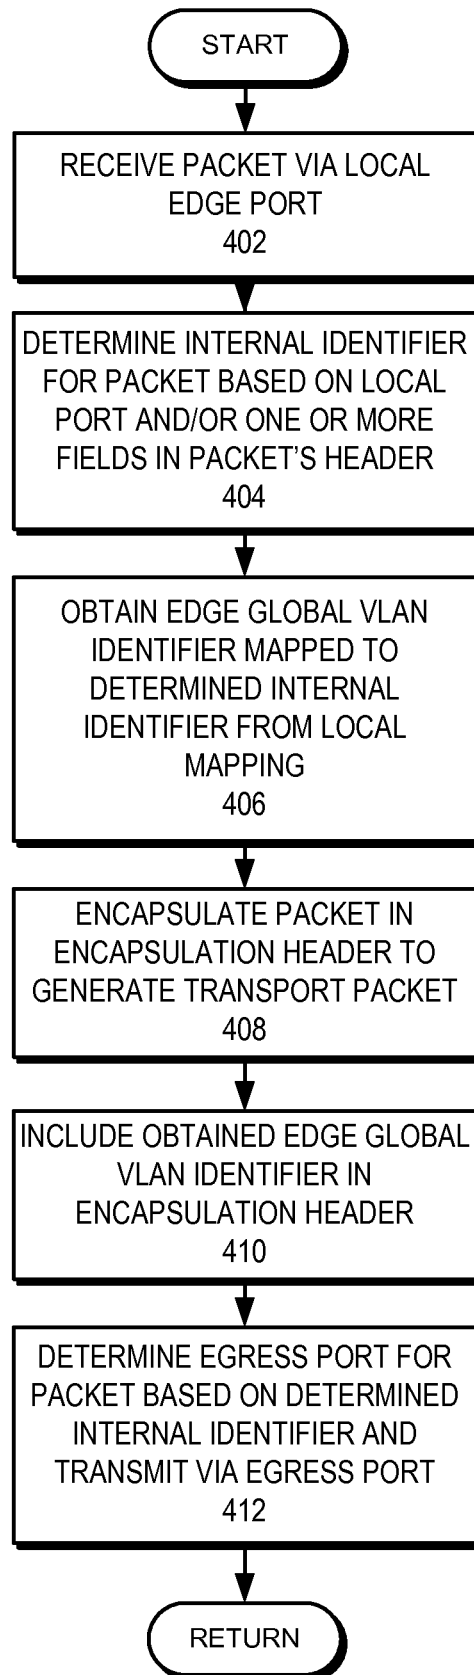 START
RECEIVE PACKET VIA LOCAL
EDGE PORT
402
DETERMINE INTERNAL IDENTIFIER
FOR PACKET BASED ON LOCAL
PORT AND/OR ONE OR MORE
FIELDS IN PACKET'S HEADER
404
OBTAIN EDGE GLOBAL VLAN
IDENTIFIER MAPPED TO
DETERMINED INTERNAL
IDENTIFIER FROM LOCAL
MAPPING
406
ENCAPSULATE PACKET IN
ENCAPSULATION HEADER TO
GENERATE TRANSPORT PACKET
408
INCLUDE OBTAINED EDGE GLOBAL
VLAN IDENTIFIER IN
ENCAPSULATION HEADER
410
DETERMINE EGRESS PORT FOR
PACKET BASED ON DETERMINED
INTERNAL IDENTIFIER AND
TRANSMIT VIA EGRESS PORT
412
RETURN